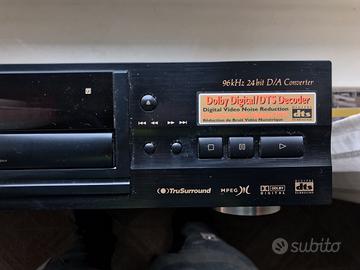 96kHz 24bit D/A Converter
Dolby Digital/DTS Decoder
Digital Video Noise Reduction
dts
Réduction de Bruit Vidéo Numérique
TruSurround
MPEG
DOLBY
DIGITAL
dts
subito